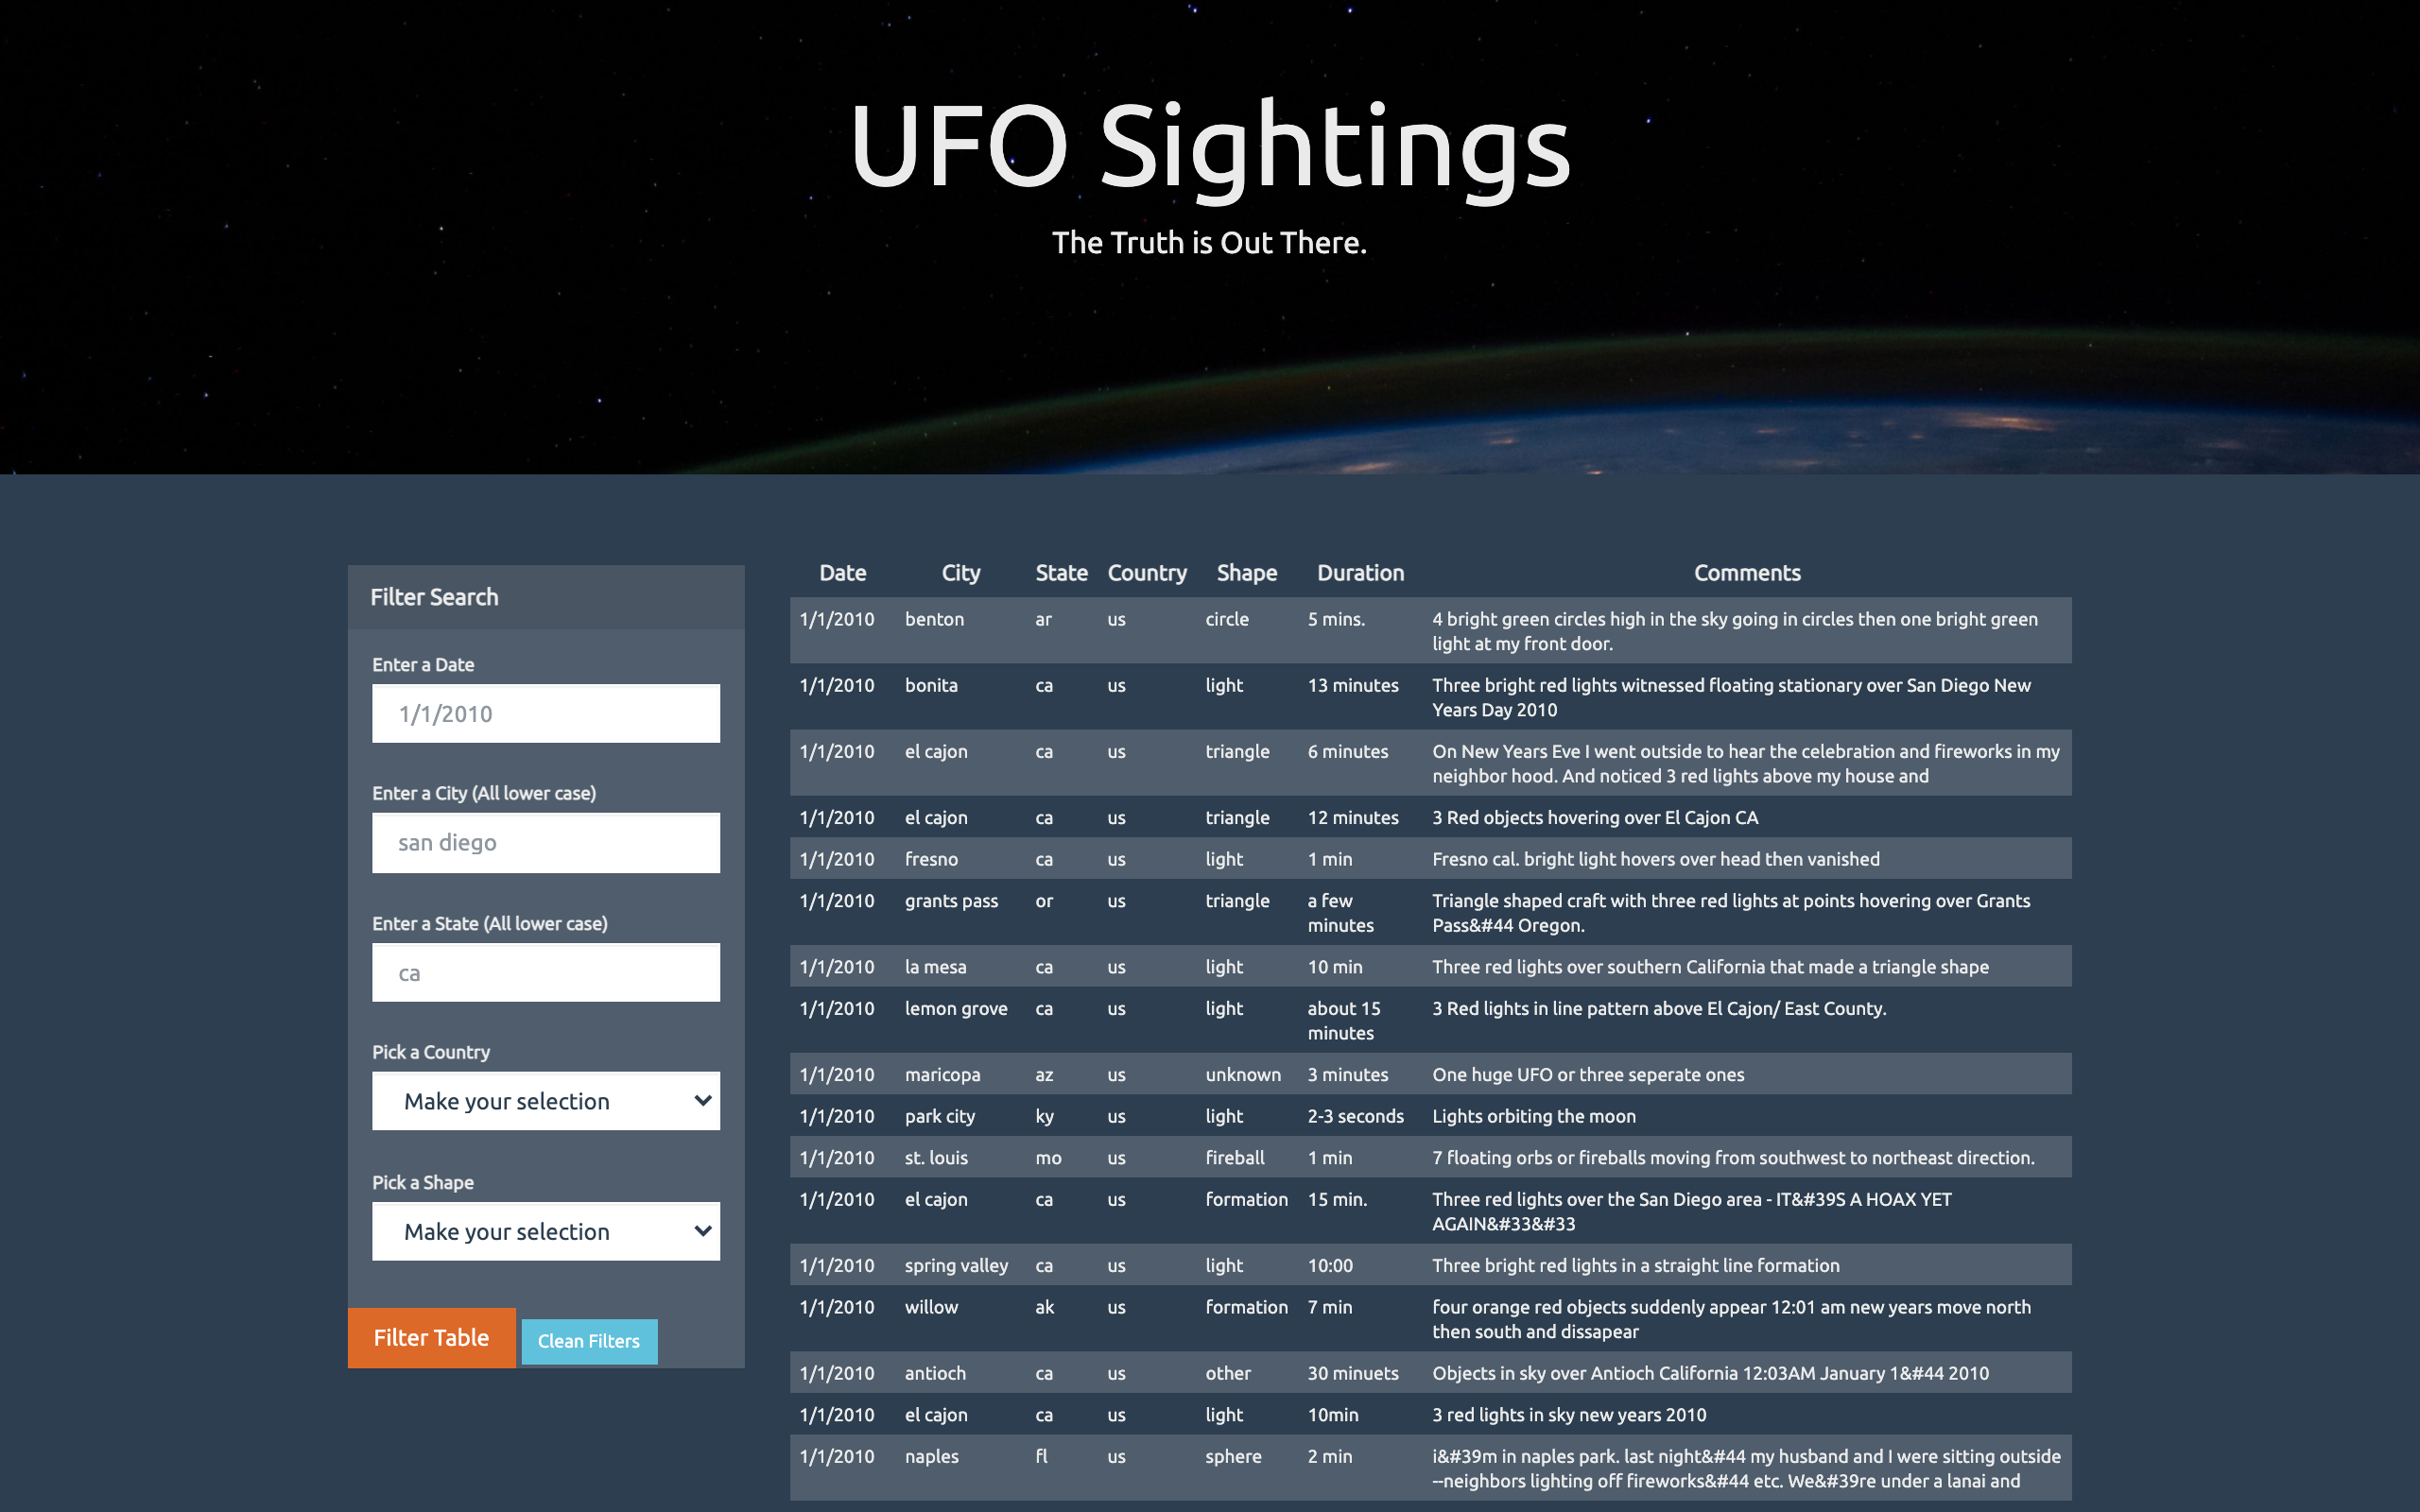 UFO Sightings
The Truth is Out There.
Filter Search
Enter a Date
1/1/2010
Enter a City (All lower case)
san diego
Enter a State (All lower case)
ca
Pick a Country
Make your selection
Pick a Shape
Make your selection
Filter Table Clean Filters
Date City State Country Shape Duration Comments
1/1/2010 benton ar us circle 5 mins. 4 bright green circles high in the sky going in circles then one bright green
light at my front door.
1/1/2010 bonita ca us light 13 minutes Three bright red lights witnessed floating stationary over San Diego New
Years Day 2010
1/1/2010 el cajon ca us triangle 6 minutes On New Years Eve I went outside to hear the celebration and fireworks in my
neighbor hood. And noticed 3 red lights above my house and
1/1/2010 el cajon ca us triangle 12 minutes 3 Red objects hovering over El Cajon CA
1/1/2010 fresno ca us light 1 min Fresno cal. bright light hovers over head then vanished
1/1/2010 grants pass or us triangle a few Triangle shaped craft with three red lights at points hovering over Grants
minutes Pass&#44 Oregon.
1/1/2010 la mesa ca us light 10 min Three red lights over southern California that made a triangle shape
1/1/2010 lemon grove ca us light about 15 3 Red lights in line pattern above El Cajon/ East County.
minutes
1/1/2010 maricopa az us unknown 3 minutes One huge UFO or three seperate ones
1/1/2010 park city ky us light 2-3 seconds Lights orbiting the moon
1/1/2010 st. louis mo us fireball 1 min 7 floating orbs or fireballs moving from southwest to northeast direction.
1/1/2010 el cajon ca us formation 15 min. Three red lights over the San Diego area - IT&#39S A HOAX YET
AGAIN&#33&#33
1/1/2010 spring valley ca us light 10:00 Three bright red lights in a straight line formation
1/1/2010 willow ak us formation 7 min four orange red objects suddenly appear 12:01 am new years move north
then south and dissapear
1/1/2010 antioch ca us other 30 minuets Objects in sky over Antioch California 12:03AM January 1&#44 2010
1/1/2010 el cajon ca us light 10min 3 red lights in sky new years 2010
1/1/2010 naples fl us sphere 2 min i&#39m in naples park. last night&#44 my husband and I were sitting outside
--neighbors lighting off fireworks&#44 etc. We&#39re under a lanai and